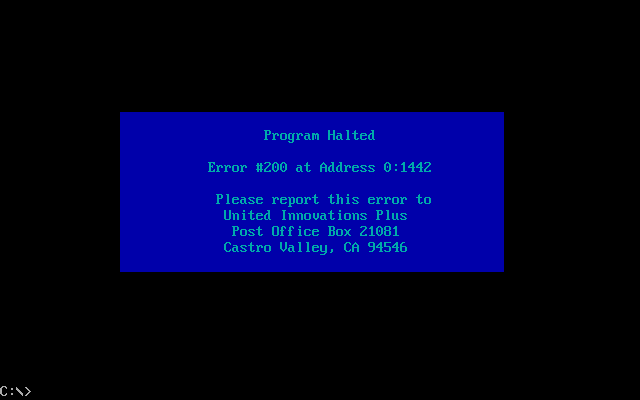 Program Halted
Error #200 at Address 0:1442
Please report this error to
United Innovations Plus
Post Office Box 21081
Castro Valley, CA 94546
C:\>